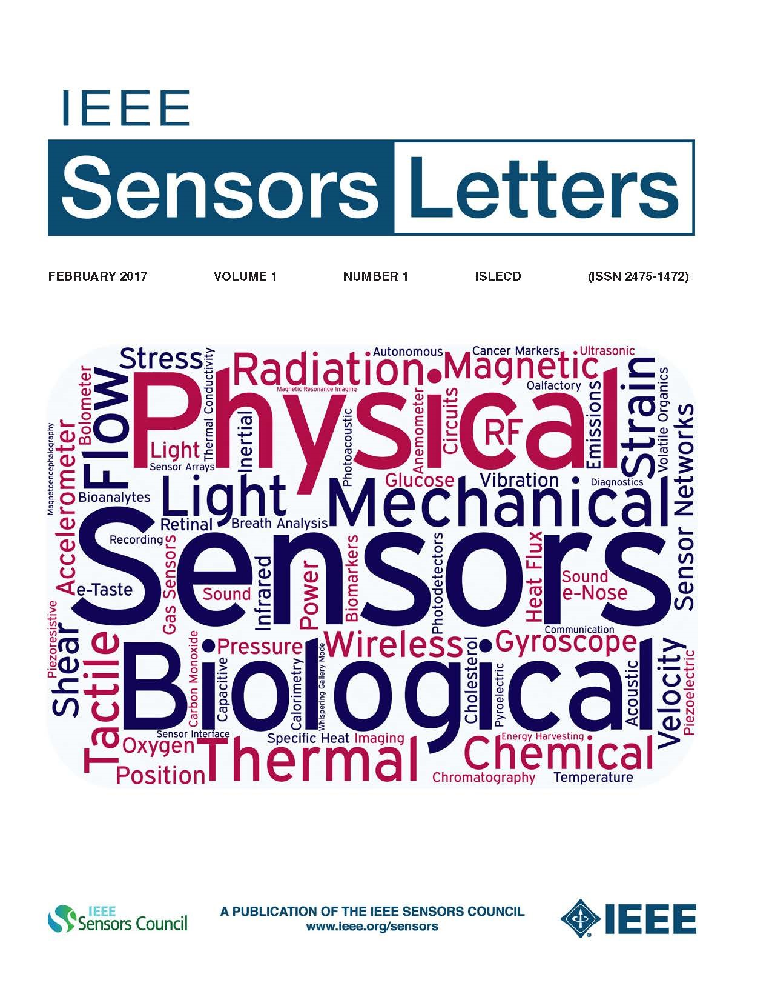 IEEE
Sensors Letters
FEBRUARY 2017 VOLUME 1 NUMBER 1 ISLECD (ISSN 2475-1472)
Stress
Thermal Conductivity
Radiation
Autonomous
Magnetic
Cancer Markers
Ultrasonic
Bolometer
Flow
Physical
Magnetic Resonance Imaging
Oalfactory
Strain
Volatile Organics
Magnetoencephalography
Accelerometer
Light
Sensor Arrays
Inertial
Photoacoustic
Anemometer
Circuits
RF
Emissions
Sensor Networks
Bioanalytes
Light
Glucose
Vibration
Diagnostics
Mechanical
Retinal
Breath Analysis
Recording
Sensors
e-Taste
Gas Sensors
Sound
Infrared
Power
Biomarkers
Photodetectors
Heat Flux
Sound
e-Nose
Piezoresistive
Shear
Tactile
Communication
Carbon Monoxide
Pressure
Wireless
Gyroscope
Biological
Capacitive
Calorimetry
Whispering Gallery Mode
Cholesterol
Pyroelectric
Acoustic
Velocity
Piezoelectric
Sensor Interface
Oxygen
Specific Heat
Imaging
Energy Harvesting
Thermal
Chemical
Position
Chromatography
Temperature
IEEE
Sensors Council
A PUBLICATION OF THE IEEE SENSORS COUNCIL
www.ieee.org/sensors
IEEE